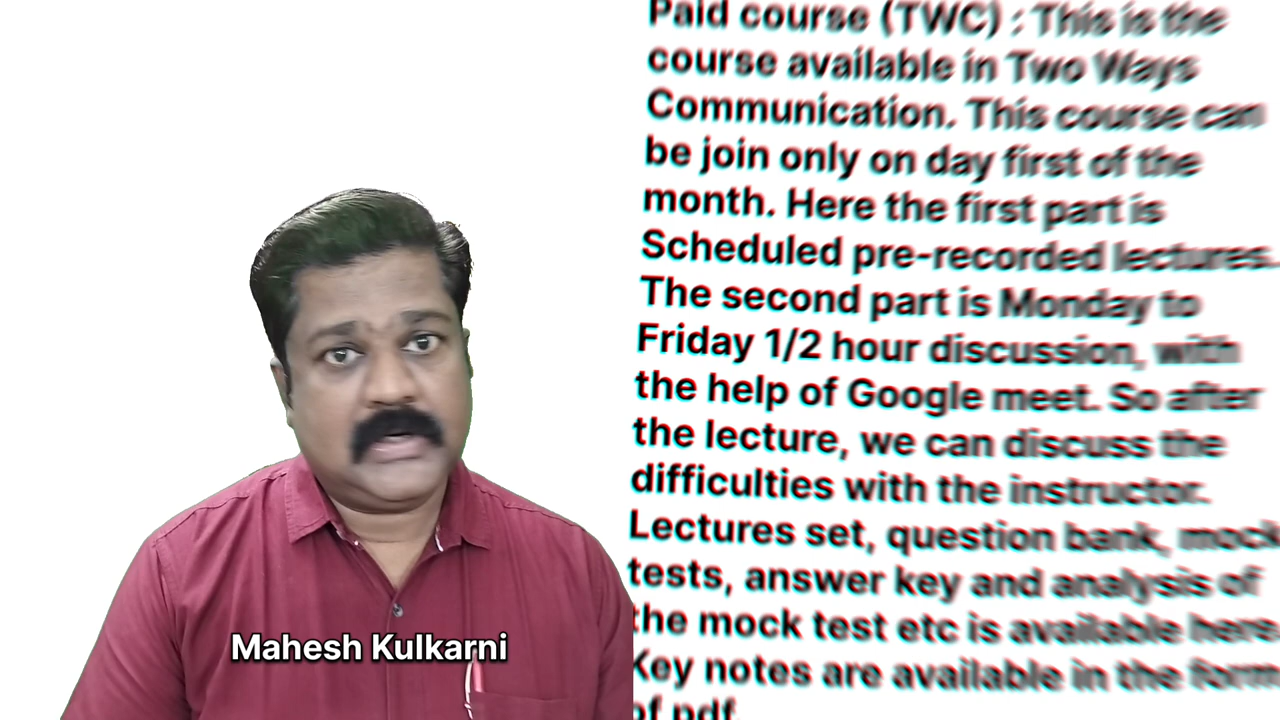 Paid course (TWC) : This is the
course available in Two Ways
Communication. This course can
be join only on day first of the
month. Here the first part is
Scheduled pre-recorded lectures.
The second part is Monday to
Friday 1/2 hour discussion, with
the help of Google meet. So after
the lecture, we can discuss the
difficulties with the instructor.
Lectures set, question bank, mock
tests, answer key and analysis of
the mock test etc is available here.
Key notes are available in the form
of pdf
Mahesh Kulkarni